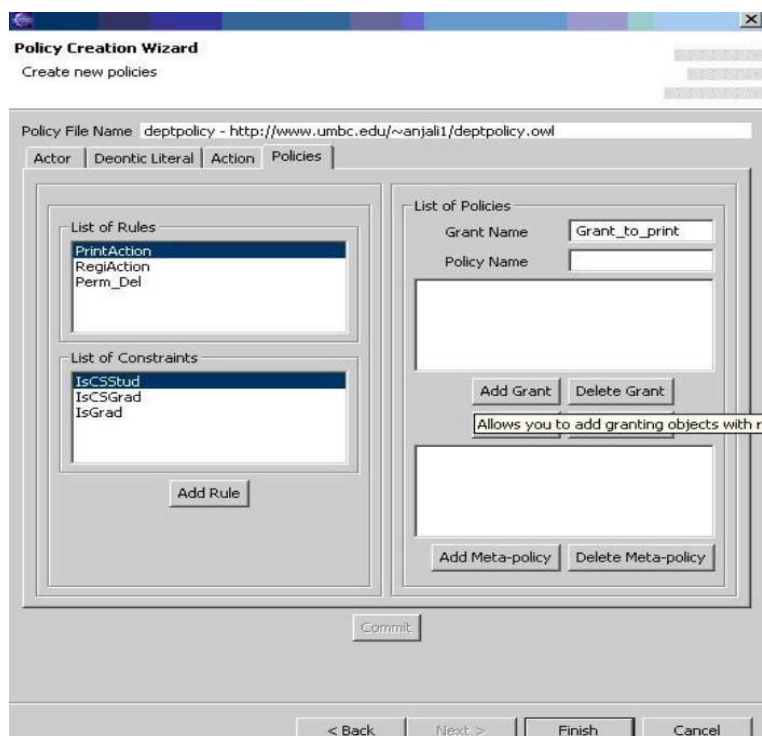 Policy Creation Wizard
Create new policies
Policy File Name deptpolicy - http://www.umbc.edu/~anjali1/deptpolicy.owl
Actor Deontic Literal Action Policies
List of Rules
PrintAction
RegiAction
Perm_Del
List of Constraints
IsCSStud
IsCSGrad
IsGrad
Add Rule
List of Policies
Grant Name Grant_to_print
Policy Name
Add Grant Delete Grant
Allows you to add granting objects with r
Add Meta-policy Delete Meta-policy
Commit
< Back Next > Finish Cancel